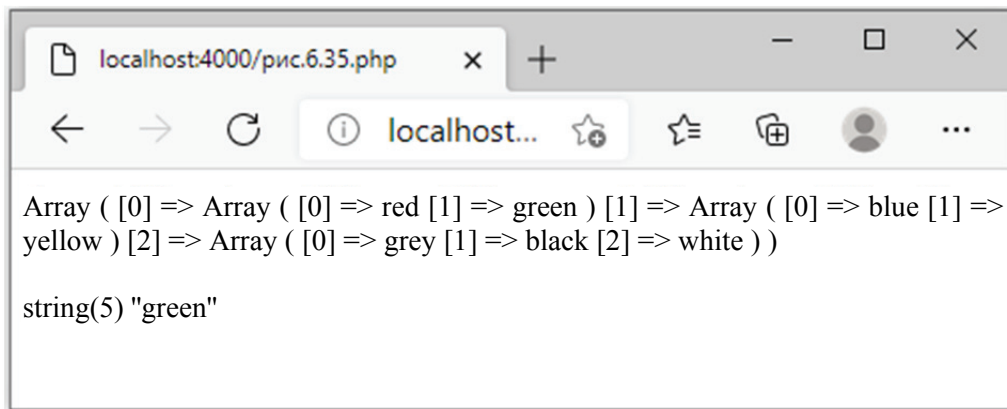 localhost:4000/рис.6.35.php
localhost...
Array ( [0] => Array ( [0] => red [1] => green ) [1] => Array ( [0] => blue [1] =>
yellow ) [2] => Array ( [0] => grey [1] => black [2] => white ) )
string(5) "green"